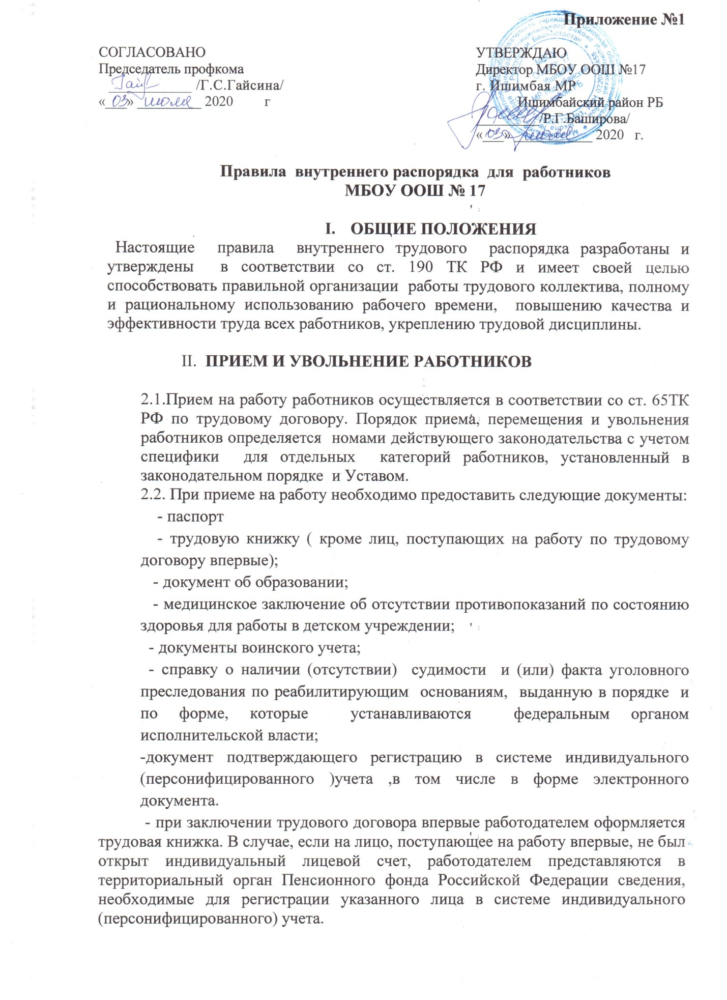 Приложение №1
СОГЛАСОВАНО
Председатель профкома
____________ /Г.С.Гайсина/
«03» июля 2020 г
УТВЕРЖДАЮ
Директор МБОУ ООШ №17
г. Ишимбая МР
Ишимбайский район РБ
_________/Р.Г.Баширова/
«03» июля 2020 г.
Правила внутреннего распорядка для работников
МБОУ ООШ № 17
I. ОБЩИЕ ПОЛОЖЕНИЯ
Настоящие правила внутреннего трудового распорядка разработаны и
утверждены в соответствии со ст. 190 ТК РФ и имеет своей целью
способствовать правильной организации работы трудового коллектива, полному
и рациональному использованию рабочего времени, повышению качества и
эффективности труда всех работников, укреплению трудовой дисциплины.
II. ПРИЕМ И УВОЛЬНЕНИЕ РАБОТНИКОВ
2.1.Прием на работу работников осуществляется в соответствии со ст. 65ТК
РФ по трудовому договору. Порядок приема, перемещения и увольнения
работников определяется номами действующего законодательства с учетом
специфики для отдельных категорий работников, установленный в
законодательном порядке и Уставом.
2.2. При приеме на работу необходимо предоставить следующие документы:
- паспорт
- трудовую книжку ( кроме лиц, поступающих на работу по трудовому
договору впервые);
- документ об образовании;
- медицинское заключение об отсутствии противопоказаний по состоянию
здоровья для работы в детском учреждении;
- документы воинского учета;
- справку о наличии (отсутствии) судимости и (или) факта уголовного
преследования по реабилитирующим основаниям, выданную в порядке и
по форме, которые устанавливаются федеральным органом
исполнительской власти;
-документ подтверждающего регистрацию в системе индивидуального
(персонифицированного )учета ,в том числе в форме электронного
документа.
- при заключении трудового договора впервые работодателем оформляется
трудовая книжка. В случае, если на лицо, поступающее на работу впервые, не был
открыт индивидуальный лицевой счет, работодателем представляются в
территориальный орган Пенсионного фонда Российской Федерации сведения,
необходимые для регистрации указанного лица в системе индивидуального
(персонифицированного) учета.